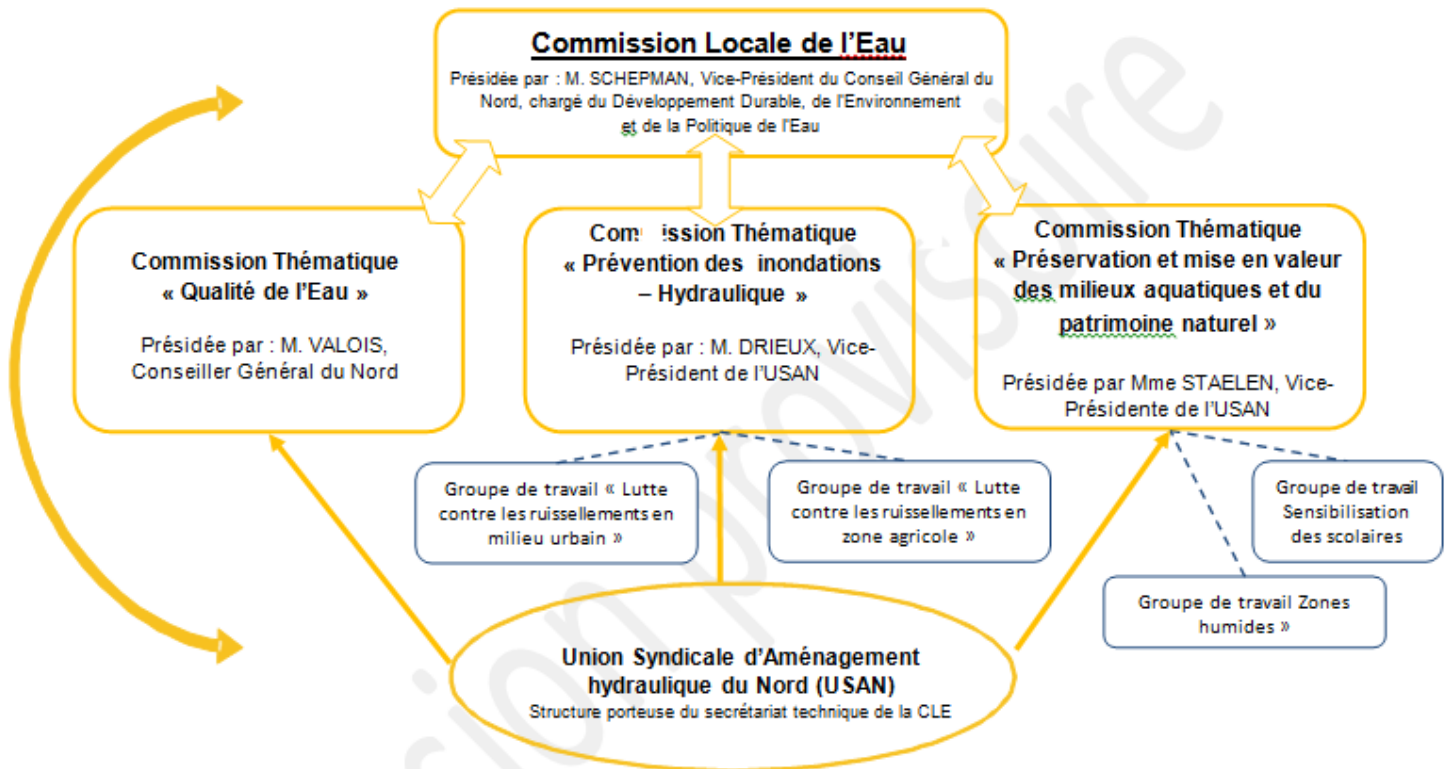 Commission Locale de l'Eau
Présidée par : M. SCHEPMAN, Vice-Président du Conseil Général du
Nord, chargé du Développement Durable, de l'Environnement
et de la Politique de l'Eau
Commission Thématique
« Qualité de l'Eau »
Présidée par : M. VALOIS,
Conseiller Général du Nord
Commission Thématique
« Prévention des inondations
– Hydraulique »
Présidée par : M. DRIEUX, Vice-
Président de l'USAN
Commission Thématique
« Préservation et mise en valeur
des milieux aquatiques et du
patrimoine naturel »
Présidée par Mme STAELEN, Vice-
Présidente de l'USAN
Groupe de travail « Lutte
contre les ruissellements en
milieu urbain »
Groupe de travail « Lutte
contre les ruissellements en
zone agricole »
Groupe de travail
Sensibilisation
des scolaires
Groupe de travail Zones
humides »
Union Syndicale d'Aménagement
hydraulique du Nord (USAN)
Structure porteuse du secrétariat technique de la CLE
sion provisoire